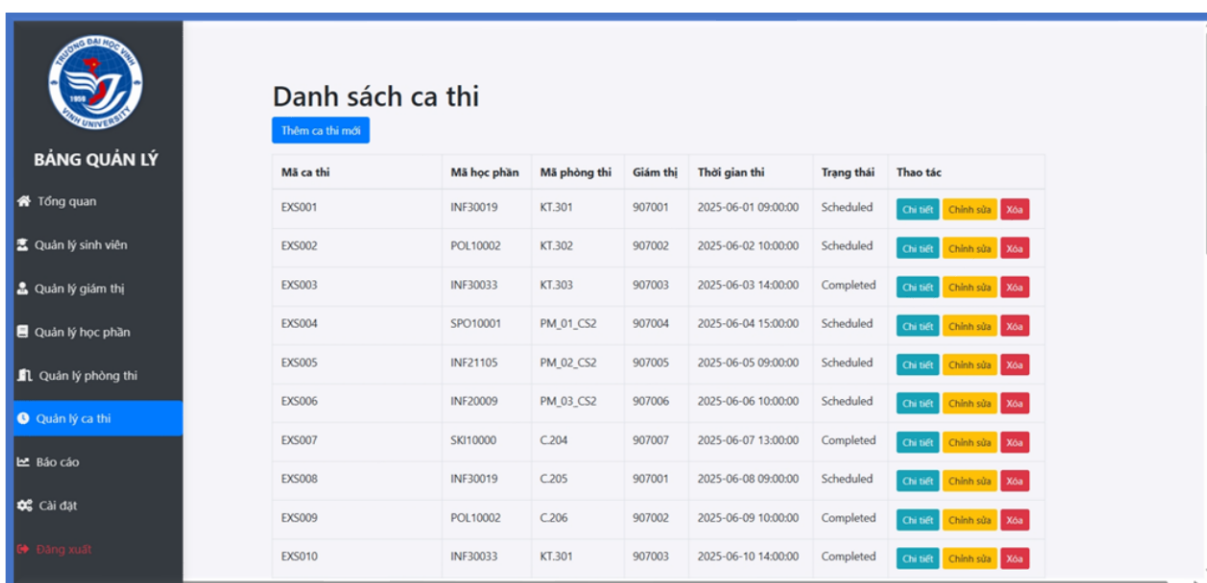 TRƯỜNG ĐẠI HỌC VINH
1959
VINH UNIVERSITY
BẢNG QUẢN LÝ
Tổng quan
Quản lý sinh viên
Quản lý giám thị
Quản lý học phần
Quản lý phòng thi
Quản lý ca thi
Báo cáo
Cài đặt
Đăng xuất
Danh sách ca thi
Thêm ca thi mới
Mã ca thi Mã học phần Mã phòng thi Giám thị Thời gian thi Trạng thái Thao tác
EXS001 INF30019 KT.301 907001 2025-06-01 09:00:00 Scheduled Chi tiết Chỉnh sửa Xóa
EXS002 POL10002 KT.302 907002 2025-06-02 10:00:00 Scheduled Chi tiết Chỉnh sửa Xóa
EXS003 INF30033 KT.303 907003 2025-06-03 14:00:00 Completed Chi tiết Chỉnh sửa Xóa
EXS004 SPO10001 PM_01_CS2 907004 2025-06-04 15:00:00 Scheduled Chi tiết Chỉnh sửa Xóa
EXS005 INF21105 PM_02_CS2 907005 2025-06-05 09:00:00 Scheduled Chi tiết Chỉnh sửa Xóa
EXS006 INF20009 PM_03_CS2 907006 2025-06-06 10:00:00 Scheduled Chi tiết Chỉnh sửa Xóa
EXS007 SKI10000 C.204 907007 2025-06-07 13:00:00 Completed Chi tiết Chỉnh sửa Xóa
EXS008 INF30019 C.205 907001 2025-06-08 09:00:00 Scheduled Chi tiết Chỉnh sửa Xóa
EXS009 POL10002 C.206 907002 2025-06-09 10:00:00 Completed Chi tiết Chỉnh sửa Xóa
EXS010 INF30033 KT.301 907003 2025-06-10 14:00:00 Completed Chi tiết Chỉnh sửa Xóa